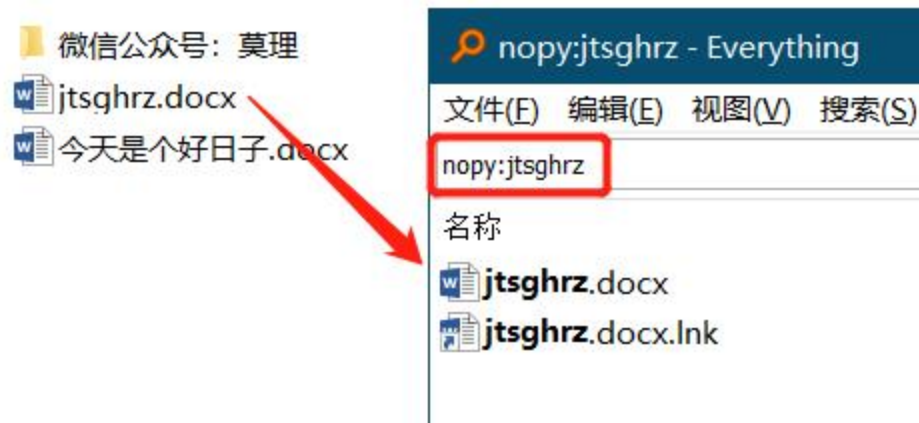 微信公众号：莫理
jtsghrz.docx
今天是个好日子.docx
nopy:jtsghrz - Everything
文件(F) 编辑(E) 视图(V) 搜索(S)
nopy:jtsghrz
名称
jtsghrz.docx
jtsghrz.docx.lnk